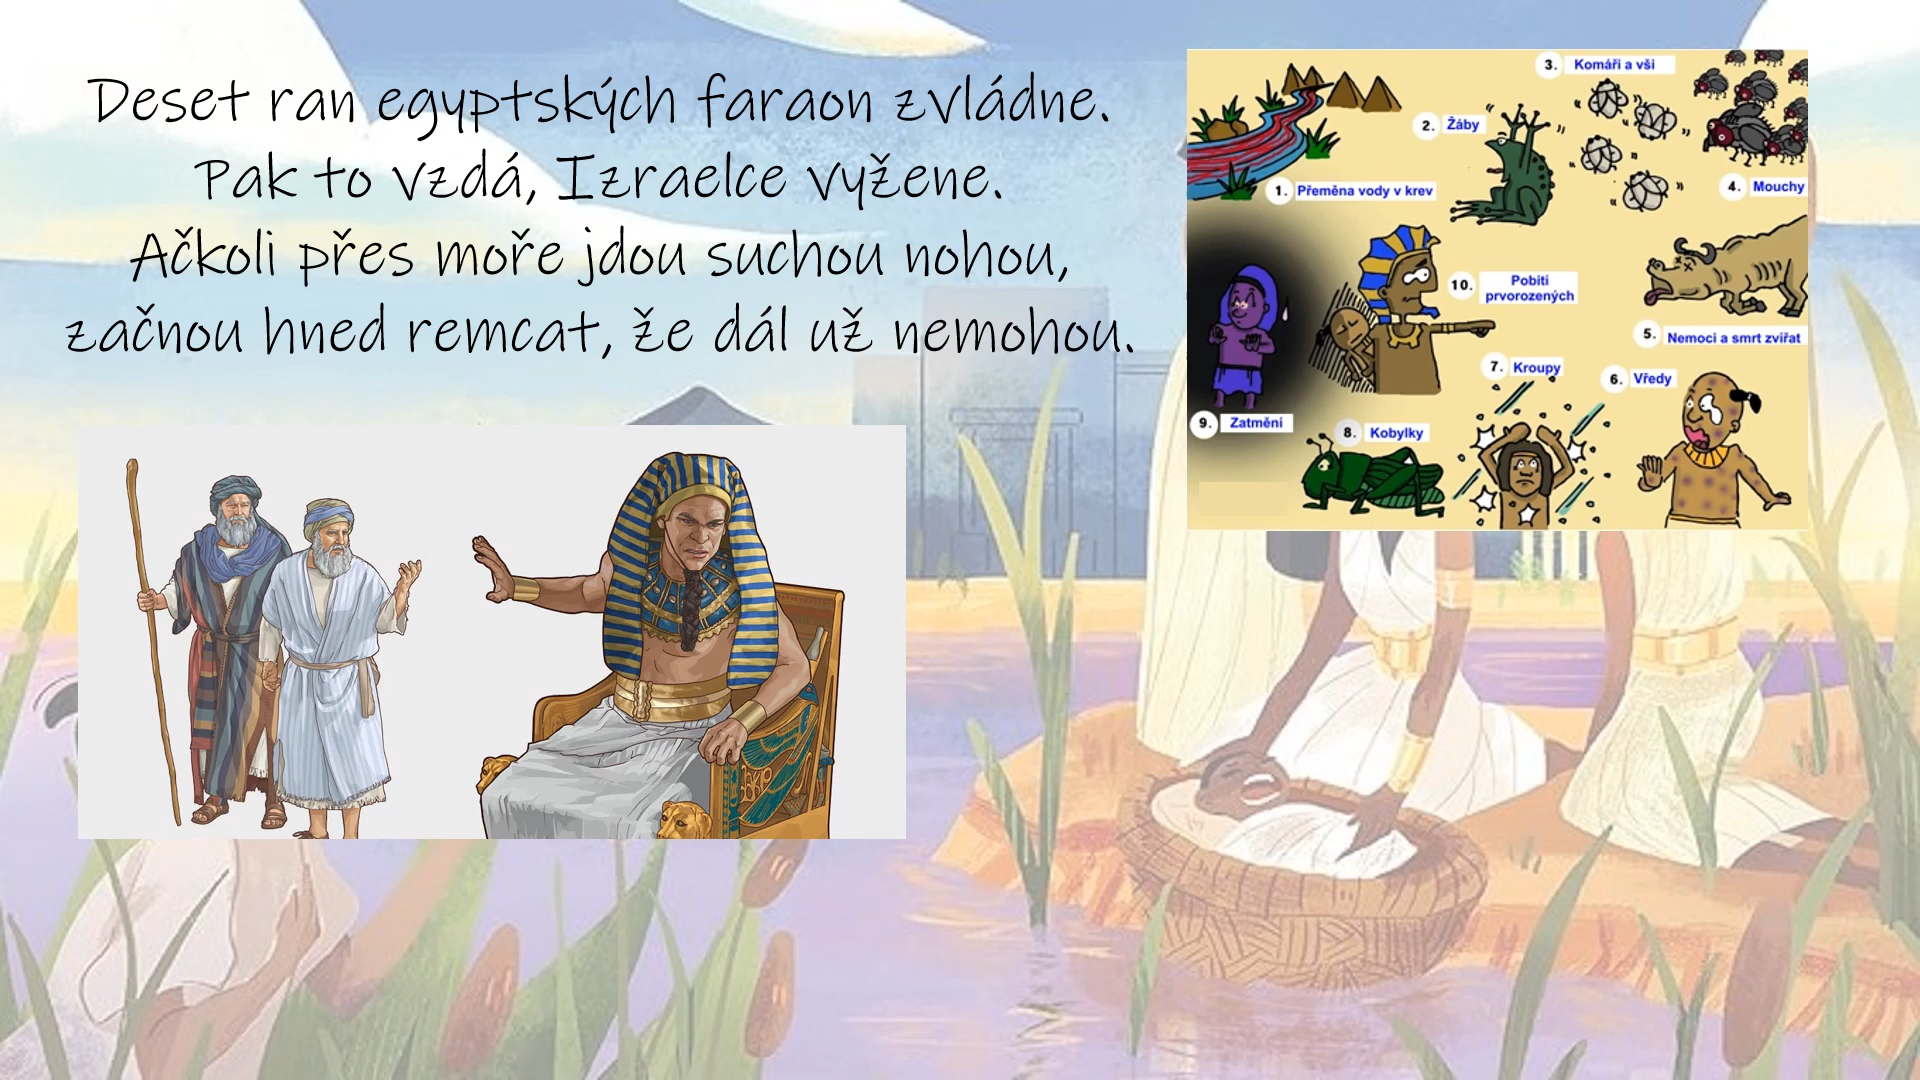 Deset ran egyptských faraon zvládne.
Pak to vzdá, Izraelce vyžene.
Ačkoli přes moře jdou suchou nohou,
začnou hned remcat, že dál už nemohou.
3. Komáři a vši
2. Žáby
1. Přeměna vody v krev
4. Mouchy
10. Pobití
prvorozených
5. Nemoci a smrt zvířat
7. Kroupy
6. Vředy
9. Zatmění
8. Kobylky